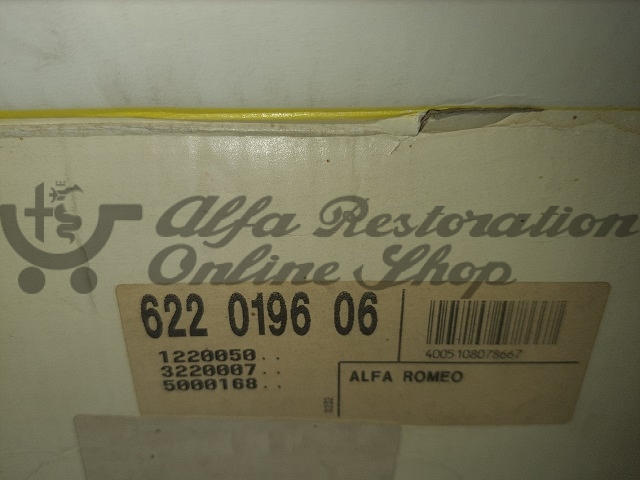 Alfa Restoration
Online Shop
622 0196 06
1220050..
3220007..
5000168..
4005108078667
ALFA ROMEO